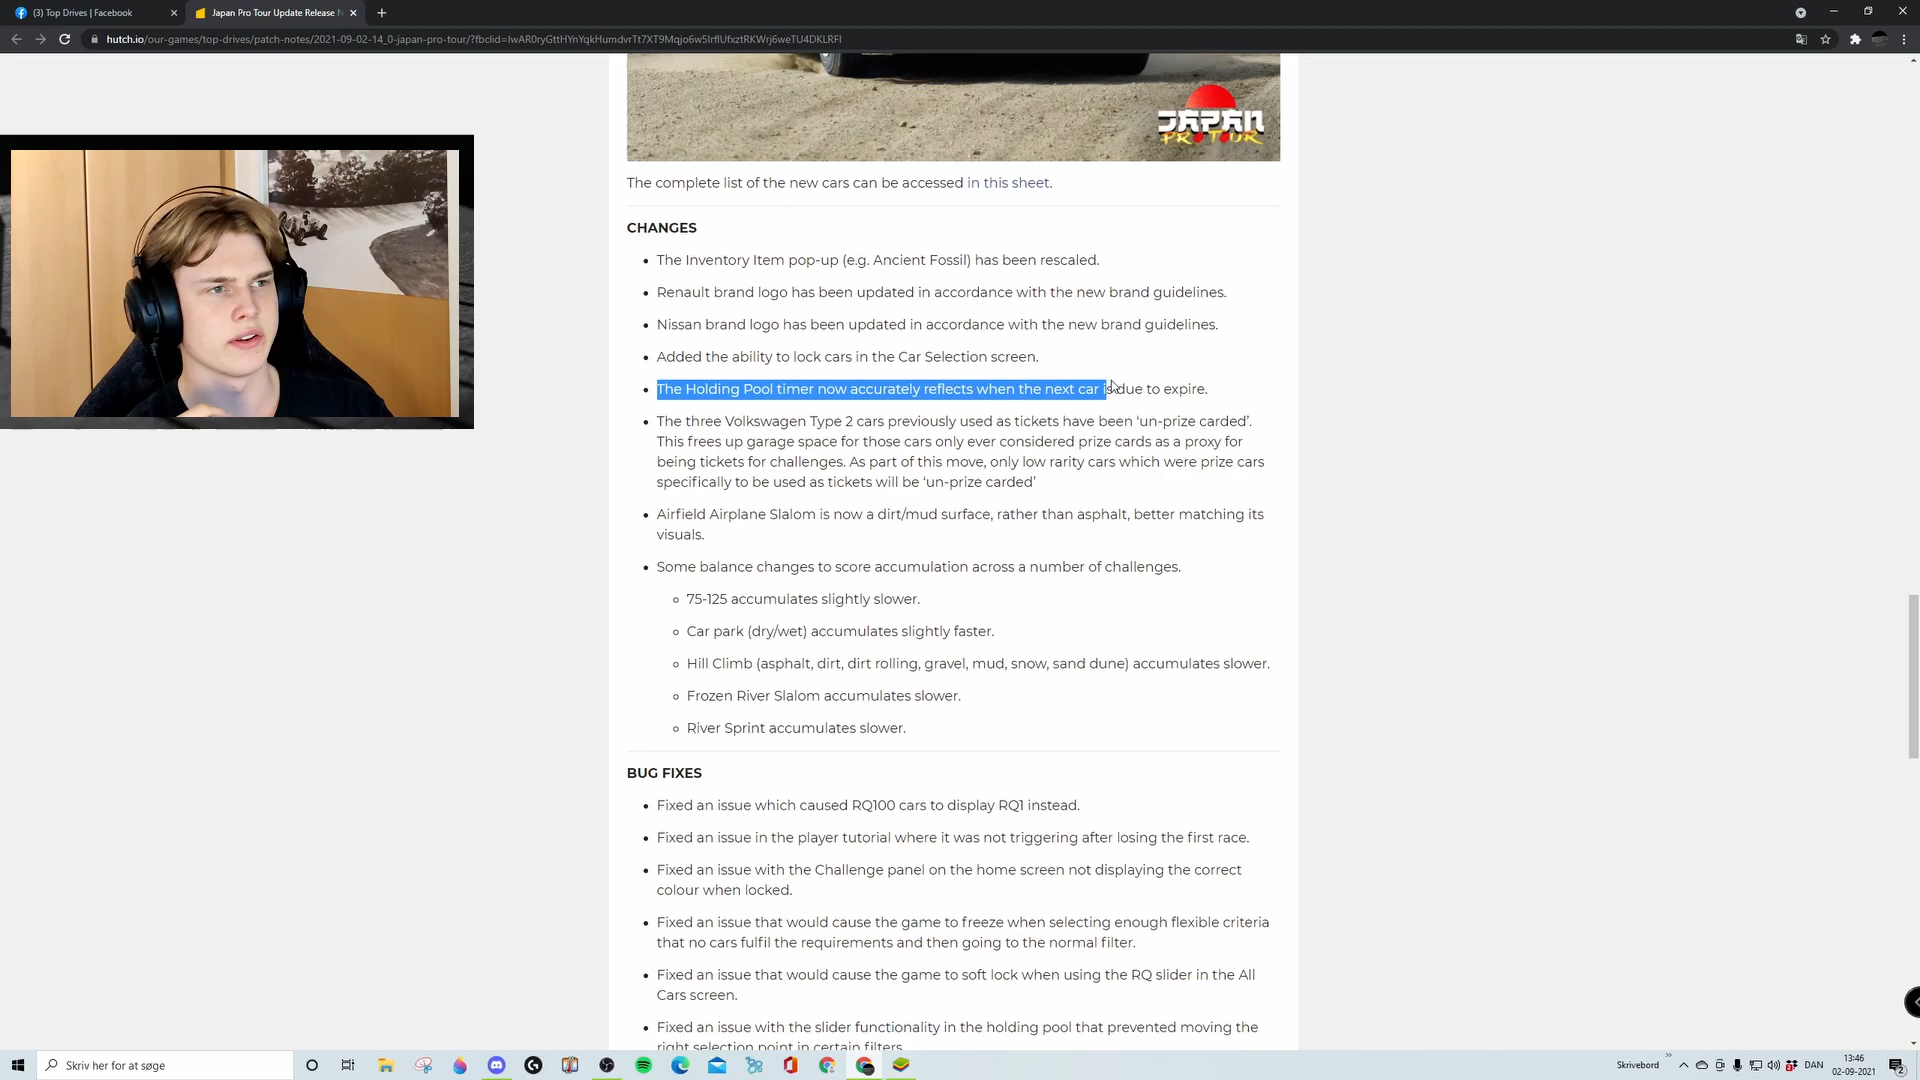 (3) Top Drives | Facebook
Japan Pro Tour Update Release N
hutch.io/our-games/top-drives/patch-notes/2021-09-02-14_0-japan-pro-tour/?fbclid=
JAPAN
PRO TOUR
The complete list of the new cars can be accessed in this sheet.
CHANGES
The Inventory Item pop-up (e.g. Ancient Fossil) has been rescaled.
Renault brand logo has been updated in accordance with the new brand guidelines.
Nissan brand logo has been updated in accordance with the new brand guidelines.
Added the ability to lock cars in the Car Selection screen.
The Holding Pool timer now accurately reflects when the next car is due to expire.
The three Volkswagen Type 2 cars previously used as tickets have been ‘un-prize carded’.
This frees up garage space for those cars only ever considered prize cards as a proxy for
being tickets for challenges. As part of this move, only low rarity cars which were prize cars
specifically to be used as tickets will be ‘un-prize carded’
Airfield Airplane Slalom is now a dirt/mud surface, rather than asphalt, better matching its
visuals.
Some balance changes to score accumulation across a number of challenges.
75-125 accumulates slightly slower.
Car park (dry/wet) accumulates slightly faster.
Hill Climb (asphalt, dirt, dirt rolling, gravel, mud, snow, sand dune) accumulates slower.
Frozen River Slalom accumulates slower.
River Sprint accumulates slower.
BUG FIXES
Fixed an issue which caused RQ100 cars to display RQ1 instead.
Fixed an issue in the player tutorial where it was not triggering after losing the first race.
Fixed an issue with the Challenge panel on the home screen not displaying the correct
colour when locked.
Fixed an issue that would cause the game to freeze when selecting enough flexible criteria
that no cars fulfil the requirements and then going to the normal filter.
Fixed an issue that would cause the game to soft lock when using the RQ slider in the All
Cars screen.
Fixed an issue with the slider functionality in the holding pool that prevented moving the
right selection point in certain filters.
Skriv her for at søge
Skrivebord
DAN
13:46
02-09-2021
2